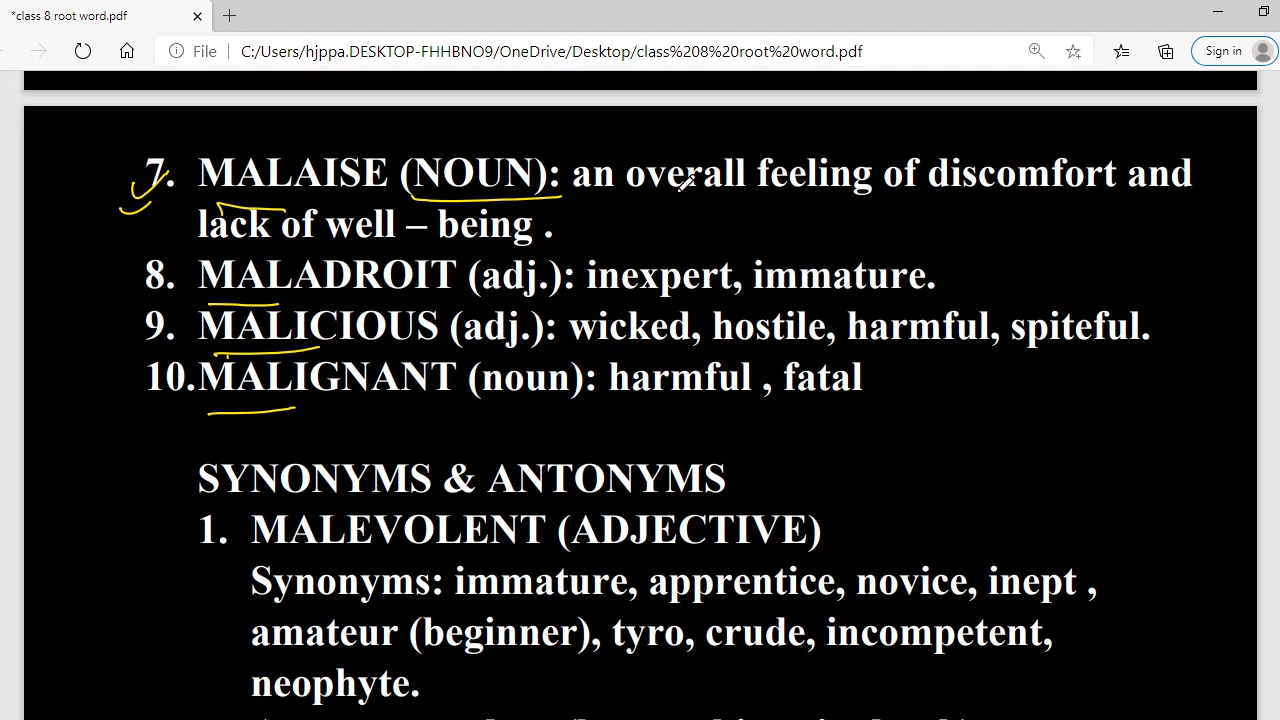 *class 8 root word.pdf
File
C:/Users/hjppa.DESKTOP-FHHBNO9/OneDrive/Desktop/class%208%20root%20word.pdf
Sign in
7. MALAISE (NOUN): an overall feeling of discomfort and
lack of well – being .
8. MALADROIT (adj.): inexpert, immature.
9. MALICIOUS (adj.): wicked, hostile, harmful, spiteful.
10.MALIGNANT (noun): harmful , fatal
SYNONYMS & ANTONYMS
1. MALEVOLENT (ADJECTIVE)
Synonyms: immature, apprentice, novice, inept ,
amateur (beginner), tyro, crude, incompetent,
neophyte.